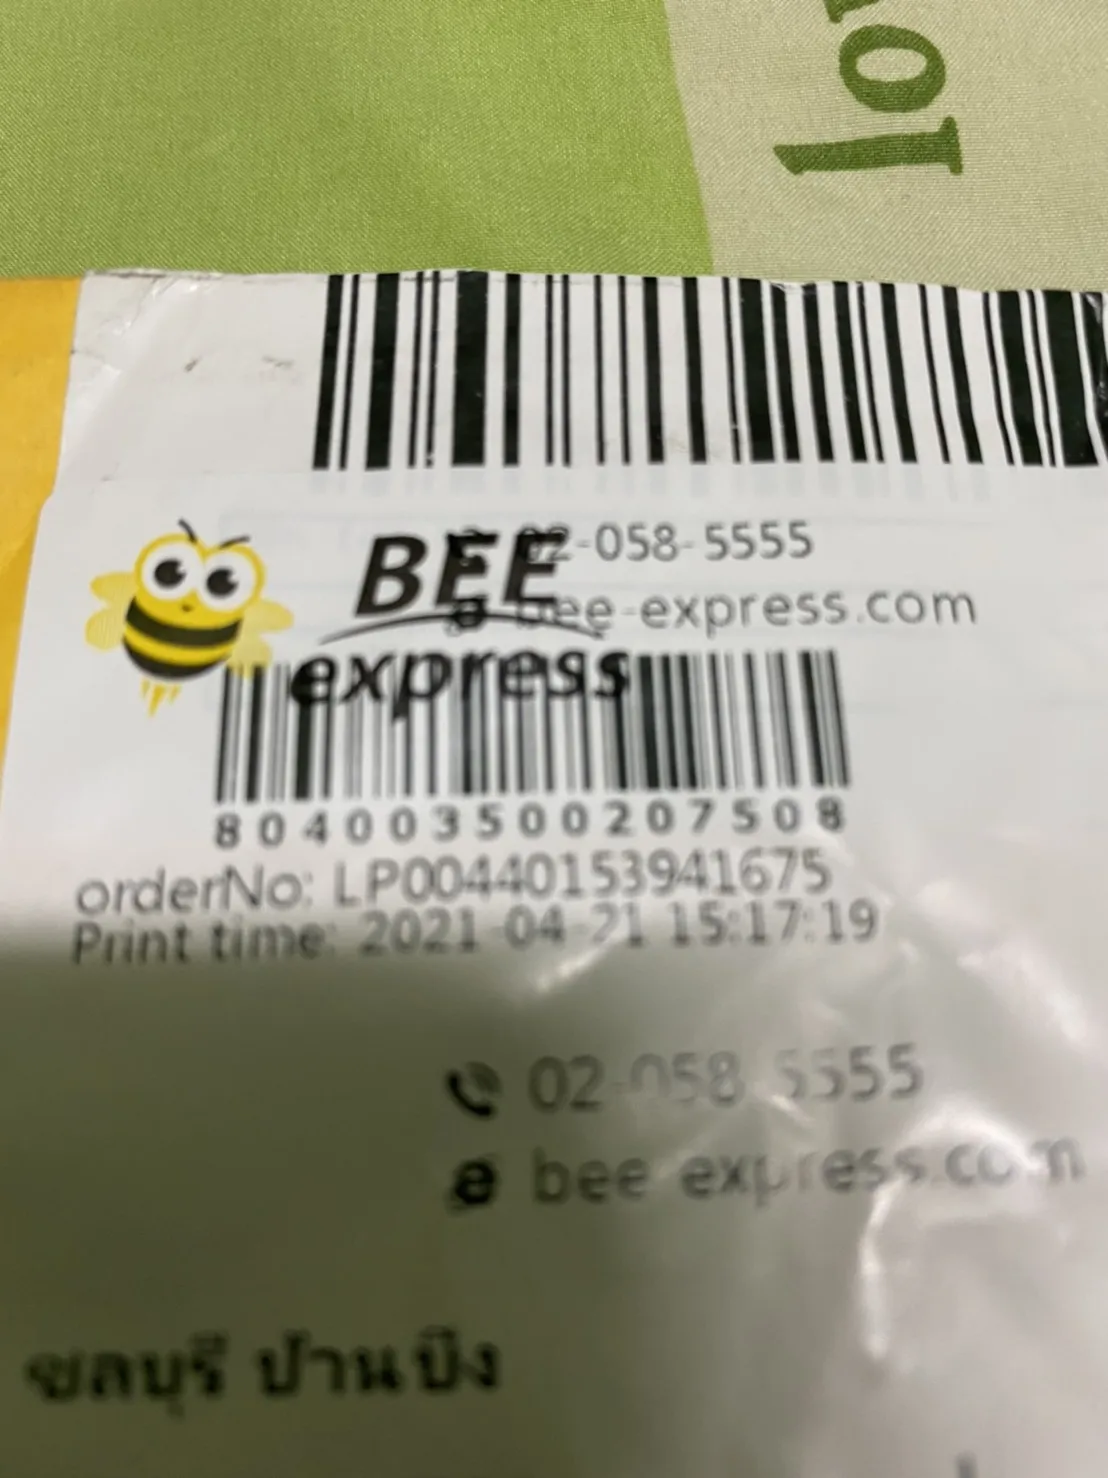 lo
02-058-5555
BEE
bee-express.com
express
804003500207508
orderNo: LP00440153941675
Print time: 2021-04-21 15:17:19
02-058-5555
bee-express.com
ชลบุรี บ้านบึง